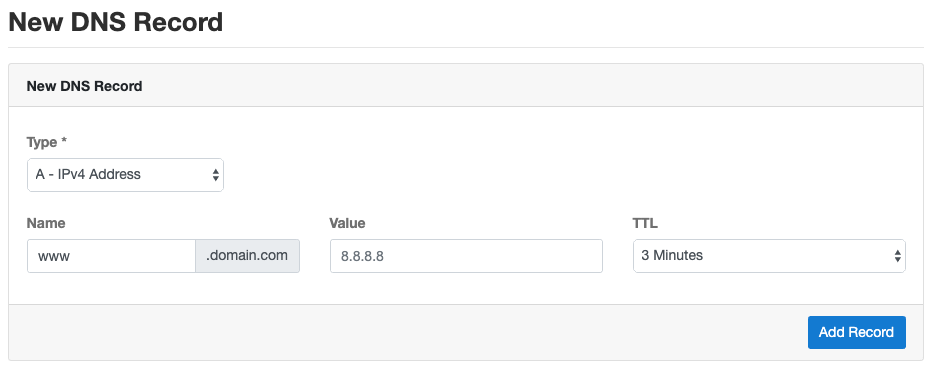 New DNS Record
New DNS Record
Type *
A - IPv4 Address
Name Value TTL
www .domain.com 8.8.8.8 3 Minutes
Add Record